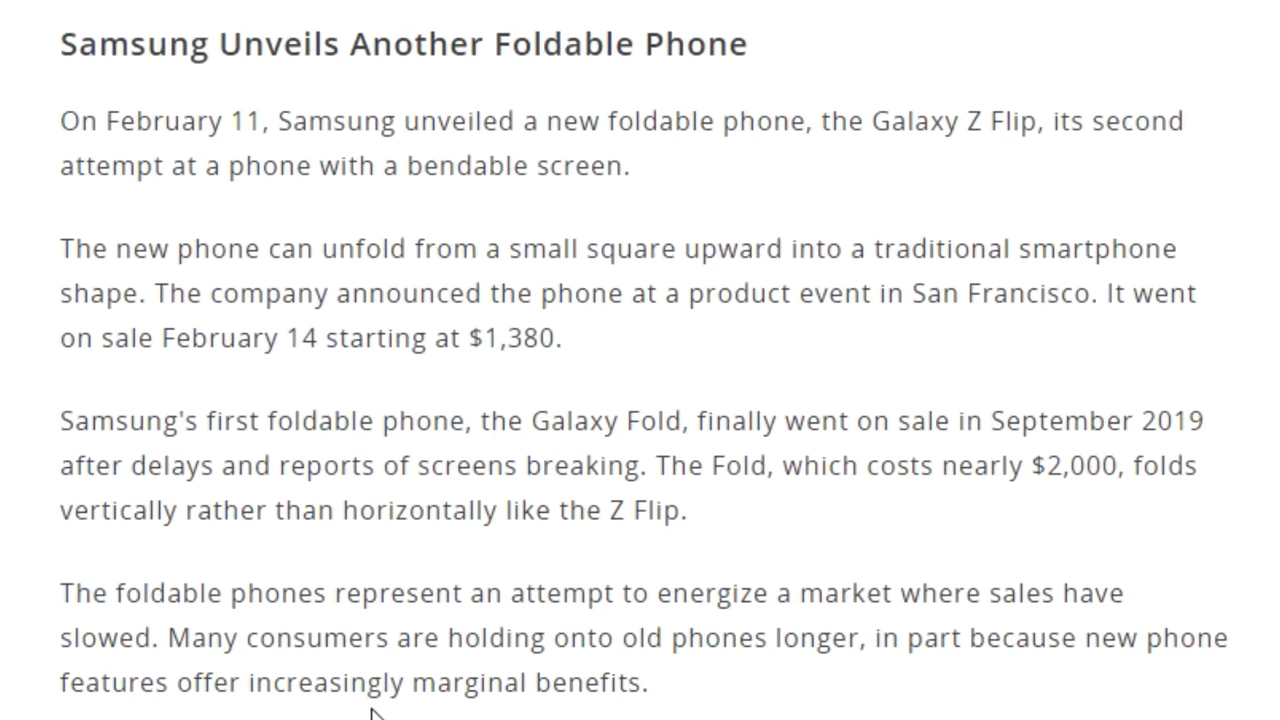 Samsung Unveils Another Foldable Phone
On February 11, Samsung unveiled a new foldable phone, the Galaxy Z Flip, its second
attempt at a phone with a bendable screen.
The new phone can unfold from a small square upward into a traditional smartphone
shape. The company announced the phone at a product event in San Francisco. It went
on sale February 14 starting at $1,380.
Samsung's first foldable phone, the Galaxy Fold, finally went on sale in September 2019
after delays and reports of screens breaking. The Fold, which costs nearly $2,000, folds
vertically rather than horizontally like the Z Flip.
The foldable phones represent an attempt to energize a market where sales have
slowed. Many consumers are holding onto old phones longer, in part because new phone
features offer increasingly marginal benefits.